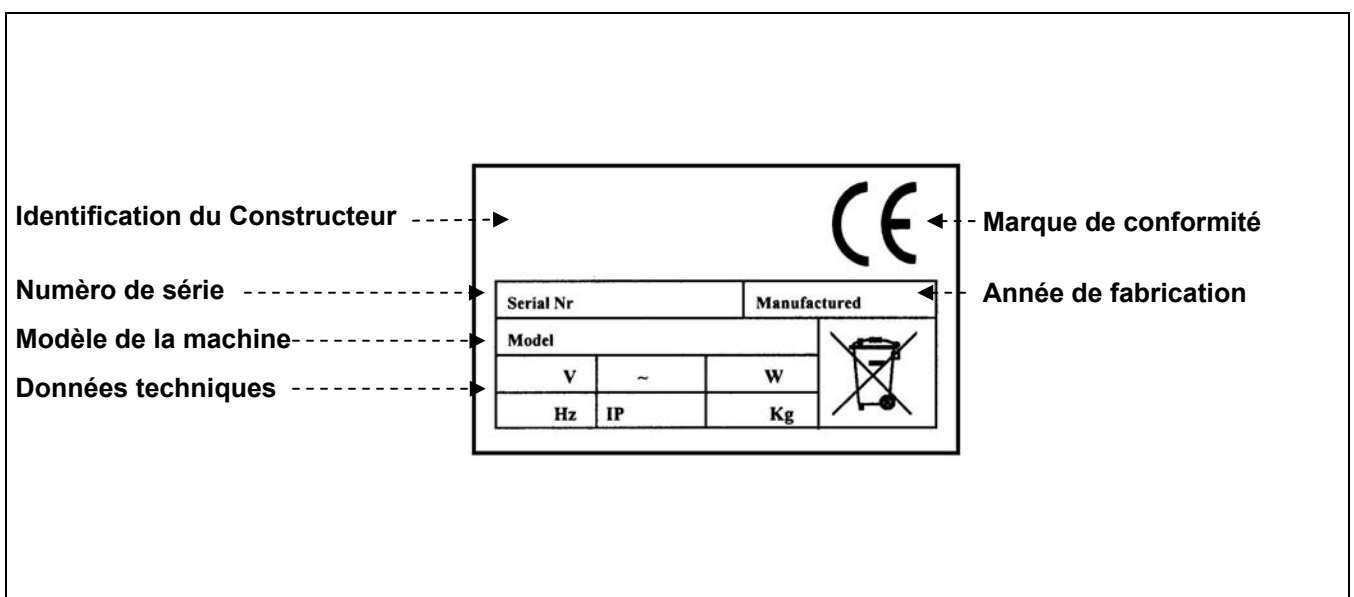 Identification du Constructeur
CE
Marque de conformité
Numèro de série
Serial Nr
Manufactured
Année de fabrication
Modèle de la machine
Model
Données techniques
V ~ W
Hz IP Kg